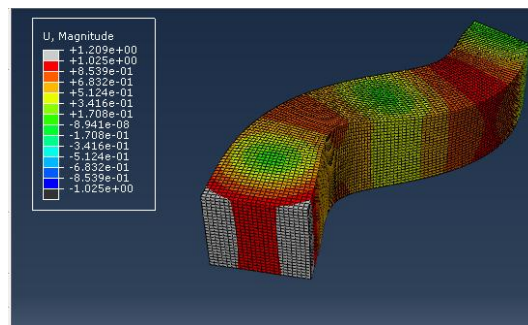 U, Magnitude
+1.209e+00
+1.025e+00
+8.539e-01
+6.832e-01
+5.124e-01
+3.416e-01
+1.708e-01
-8.941e-08
-1.708e-01
-3.416e-01
-5.124e-01
-6.832e-01
-8.539e-01
-1.025e+00